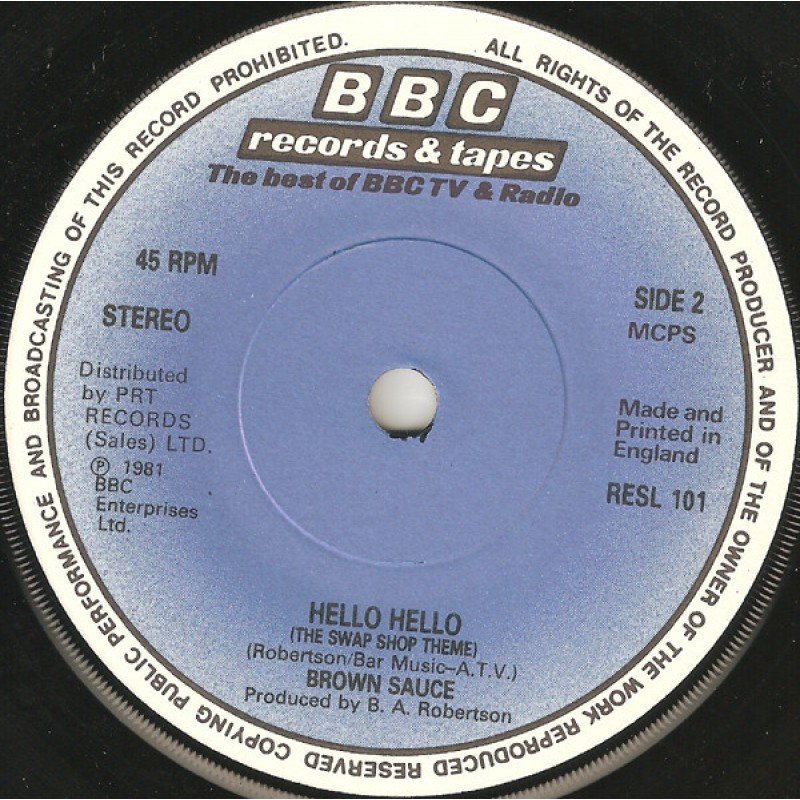 ALL RIGHTS OF THE RECORD PRODUCER AND OF THE OWNER OF THE WORK REPRODUCED RESERVED COPYING PUBLIC PERFORMANCE AND BROADCASTING OF THIS RECORD PROHIBITED.
BBC
records & tapes
The best of BBC TV & Radio
45 RPM
STEREO
Distributed
by PRT
RECORDS
(Sales) LTD.
℗ 1981
BBC
Enterprises
Ltd.
SIDE 2
MCPS
Made and
Printed in
England
RESL 101
HELLO HELLO
(THE SWAP SHOP THEME)
(Robertson/Bar Music–A.T.V.)
BROWN SAUCE
Produced by B. A. Robertson